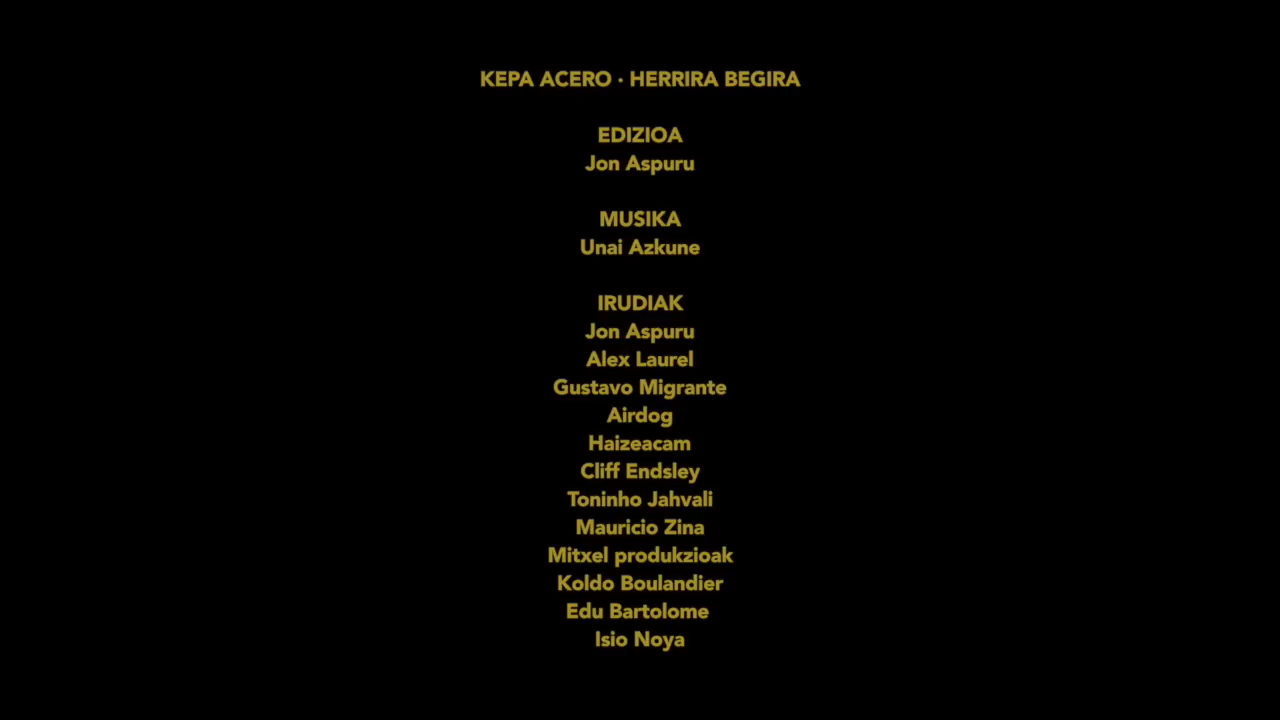 KEPA ACERO · HERRIRA BEGIRA
EDIZIOA
Jon Aspuru
MUSIKA
Unai Azkune
IRUDIAK
Jon Aspuru
Alex Laurel
Gustavo Migrante
Airdog
Haizeacam
Cliff Endsley
Toninho Jahvali
Mauricio Zina
Mitxel produkzioak
Koldo Boulandier
Edu Bartolome
Isio Noya